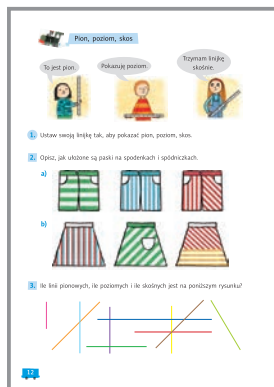 Pion, poziom, skos
To jest pion.
Pokazuję poziom.
Trzymam linijkę
skośnie.
1. Ustaw swoją linijkę tak, aby pokazać pion, poziom, skos.
2. Opisz, jak ułożone są paski na spodenkach i spódniczkach.
a)
b)
3. Ile linii pionowych, ile poziomych i ile skośnych jest na poniższym rysunku?
12